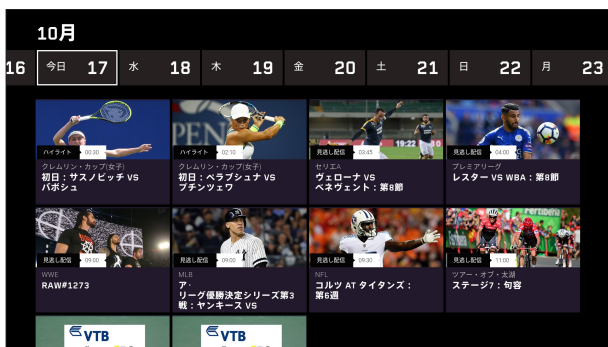 10月
16
今日 17
水 18
木 19
金 20
土 21
日 22
月 23
ハイライト 00:30
クレムリン・カップ(女子)
初日：サスノビッチ VS
バボシュ
ハイライト 02:10
クレムリン・カップ(女子)
初日：ペラブシュナ VS
プチンツェワ
PEN
見逃し配信 03:45
19:22
セリエA
ヴェローナ VS
ベネヴェント：第8節
見逃し配信 04:00
プレミアリーグ
レスター VS WBA：第8節
見逃し配信 09:00
WWE
RAW#1273
見逃し配信 09:00
MLB
ア・
リーグ優勝決定シリーズ第3
戦：ヤンキース VS
見逃し配信 09:30
NFL
コルツ AT タイタンズ：
第6週
見逃し配信 11:00
ツアー・オブ・太湖
ステージ7：句容
VTB
VTB